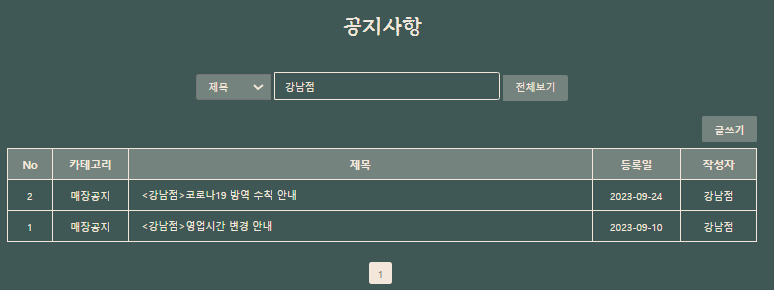 공지사항
제목 강남점 전체보기
글쓰기
No 카테고리 제목 등록일 작성자
2 매장공지 <강남점>코로나19 방역 수칙 안내 2023-09-24 강남점
1 매장공지 <강남점>영업시간 변경 안내 2023-09-10 강남점
1